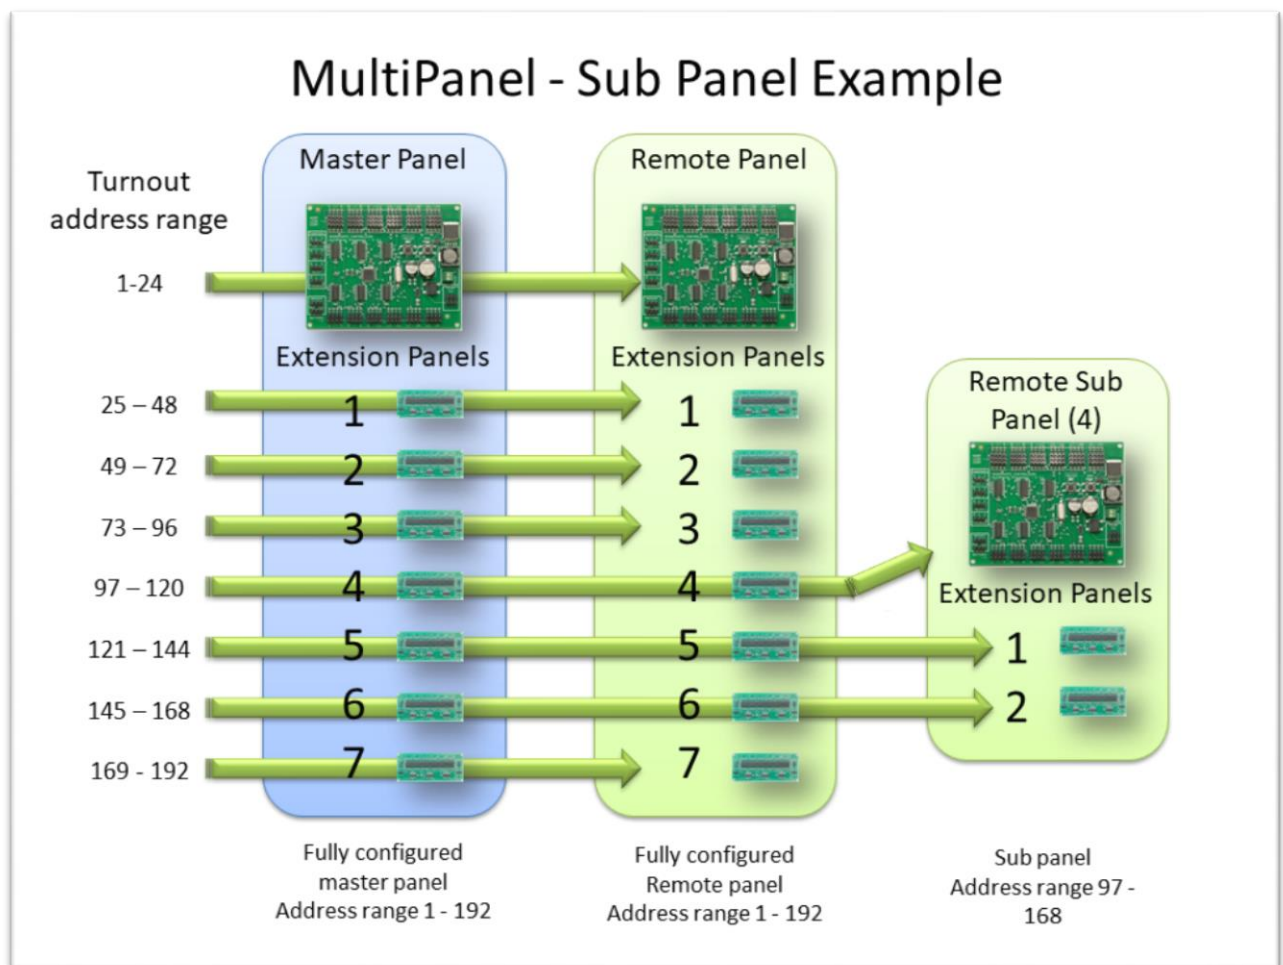 MultiPanel - Sub Panel Example
Turnout
address range
Master Panel
Remote Panel
1-24
Extension Panels
Extension Panels
Remote Sub
Panel (4)
25 – 48
1
1
49 – 72
2
2
73 – 96
3
3
97 – 120
4
4
Extension Panels
121 – 144
5
5
1
145 – 168
6
6
2
169 - 192
7
7
Fully configured
master panel
Address range 1 - 192
Fully configured
Remote panel
Address range 1 - 192
Sub panel
Address range 97 -
168